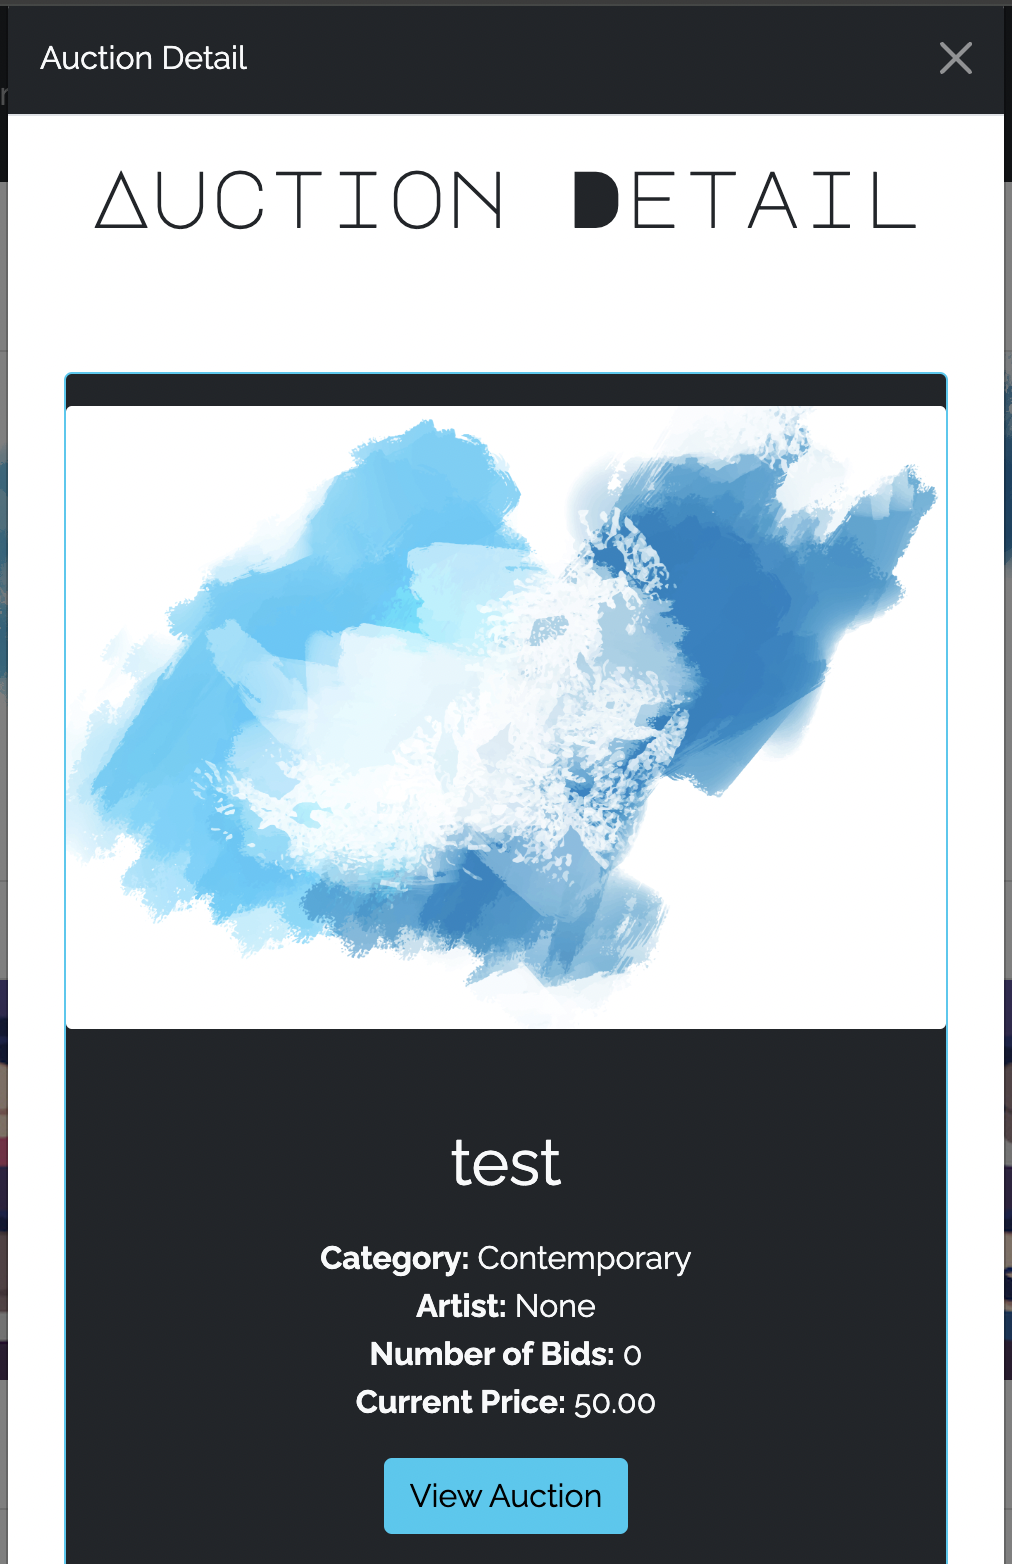 Auction Detail
AUCTION DETAIL
test
Category: Contemporary
Artist: None
Number of Bids: 0
Current Price: 50.00
View Auction